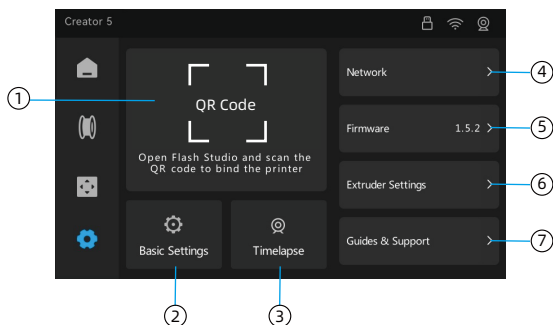 Creator 5
QR Code
Open Flash Studio and scan the
QR code to bind the printer
Basic Settings
Timelapse
Network
Firmware 1.5.2
Extruder Settings
Guides & Support
1
2
3
4
5
6
7